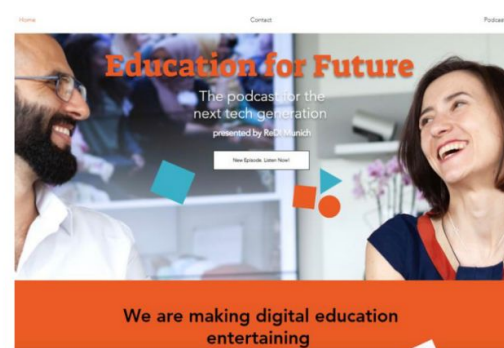 Home
Contact
Podcas
Education for Future
The podcast for the
next tech generation
presented by ReDI Munich
New Episode: Listen Now!
We are making digital education
entertaining